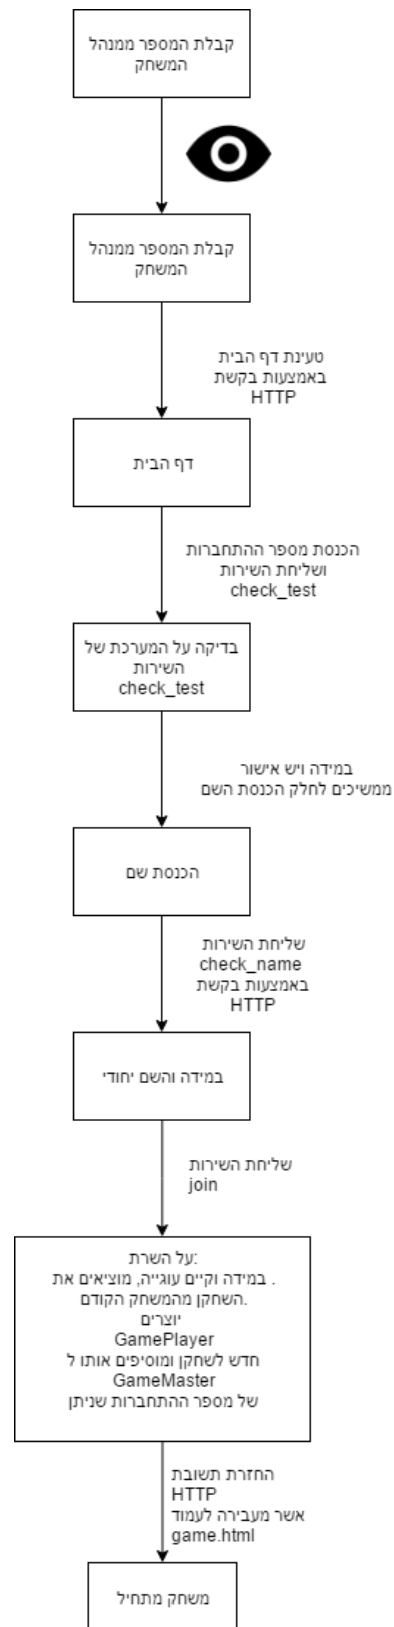 קבלת המספר ממנהל
המשחק
קבלת המספר ממנהל
המשחק
טעינת דף הבית
באמצעות בקשת
HTTP
דף הבית
הכנסת מספר ההתחברות
ושליחת השירות
check_test
בדיקה על המערכת של
השירות
check_test
במידה ויש אישור
ממשיכים לחלק הכנסת השם
הכנסת שם
שליחת השירות
check_name
באמצעות בקשת
HTTP
במידה והשם יחודי
שליחת השירות
join
על השרת:
. במידה וקיים עוגייה, מוציאים את
השחקן מהמשחק הקודם.
יוצרים
GamePlayer
חדש לשחקן ומוסיפים אותו ל
GameMaster
של מספר ההתחברות שניתן
החזרת תשובת
HTTP
אשר מעבירה לעמוד
game.html
משחק מתחיל